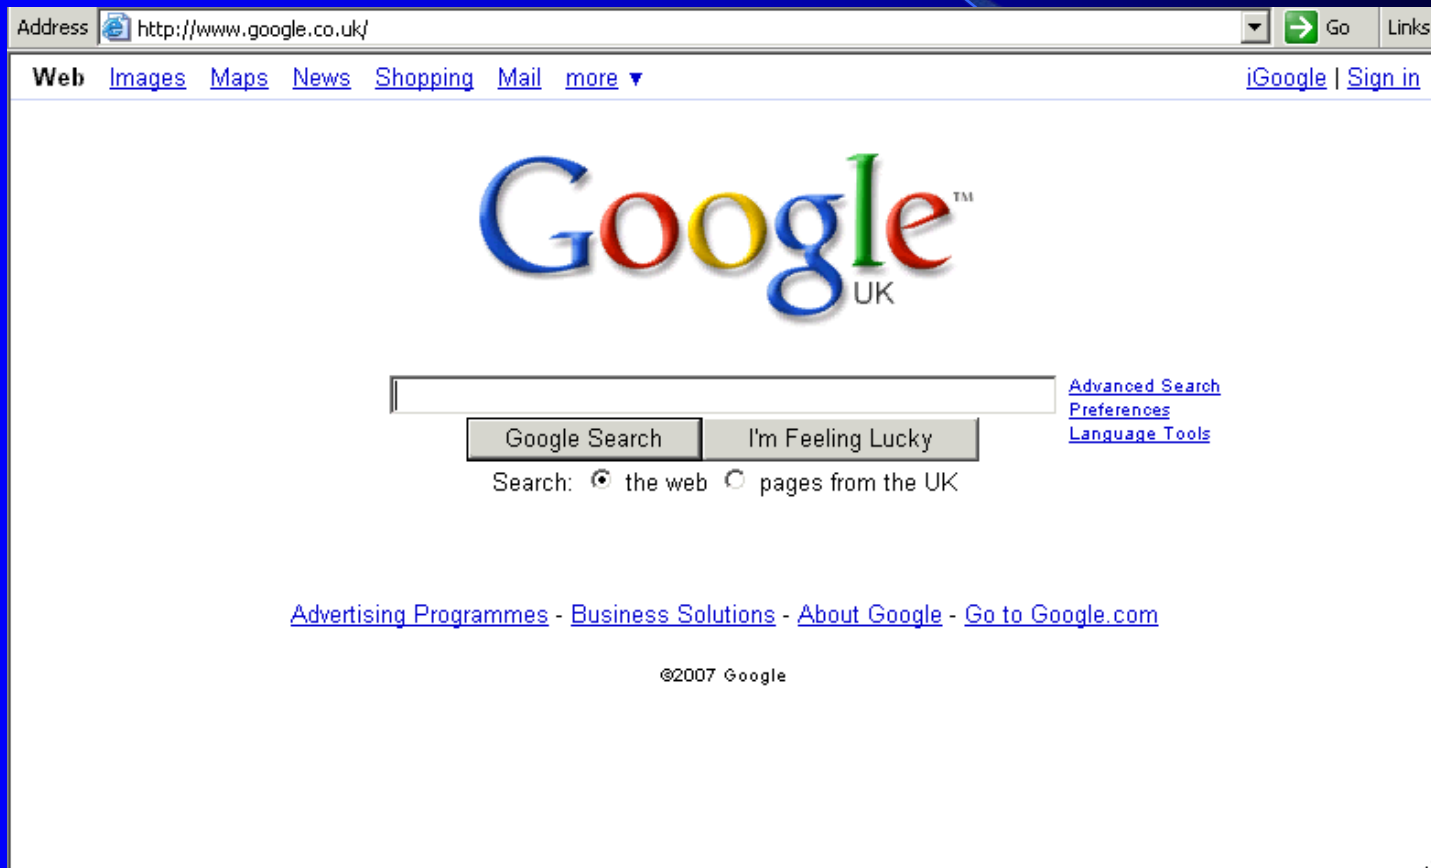 Address http://www.google.co.uk/ Go Links
Web Images Maps News Shopping Mail more ▼ iGoogle | Sign in
Google™
UK
Advanced Search
Preferences
Language Tools
Google Search I'm Feeling Lucky
Search: the web pages from the UK
Advertising Programmes - Business Solutions - About Google - Go to Google.com
©2007 Google